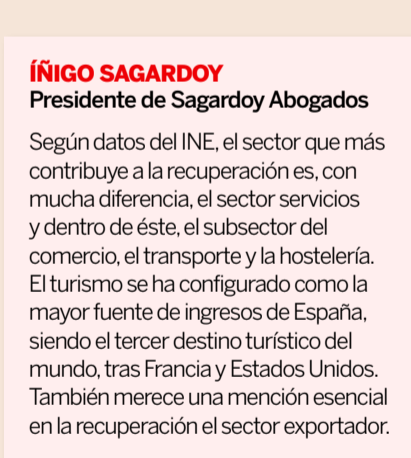 ÍÑIGO SAGARDOY
Presidente de Sagardoy Abogados
Según datos del INE, el sector que más
contribuye a la recuperación es, con
mucha diferencia, el sector servicios
y dentro de éste, el subsector del
comercio, el transporte y la hostelería.
El turismo se ha configurado como la
mayor fuente de ingresos de España,
siendo el tercer destino turístico del
mundo, tras Francia y Estados Unidos.
También merece una mención esencial
en la recuperación el sector exportador.